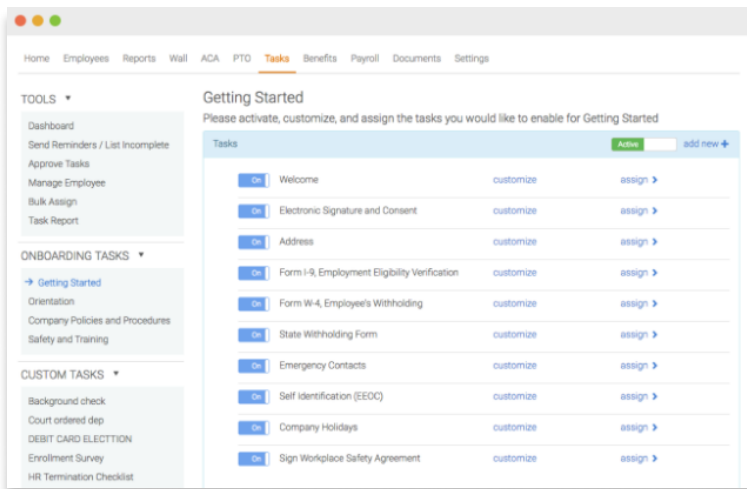 Home Employees Reports Wall ACA PTO Tasks Benefits Payroll Documents Settings
TOOLS
Dashboard
Send Reminders / List Incomplete
Approve Tasks
Manage Employee
Bulk Assign
Task Report
ONBOARDING TASKS
Getting Started
Orientation
Company Policies and Procedures
Safety and Training
CUSTOM TASKS
Background check
Court ordered dep
DEBIT CARD ELECTTION
Enrollment Survey
HR Termination Checklist
Getting Started
Please activate, customize, and assign the tasks you would like to enable for Getting Started
Tasks Active add new +
On Welcome customize assign >
On Electronic Signature and Consent customize assign >
On Address customize assign >
On Form I-9, Employment Eligibility Verification customize assign >
On Form W-4, Employee's Withholding customize assign >
On State Withholding Form customize assign >
On Emergency Contacts customize assign >
On Self Identification (EEOC) customize assign >
On Company Holidays customize assign >
On Sign Workplace Safety Agreement customize assign >